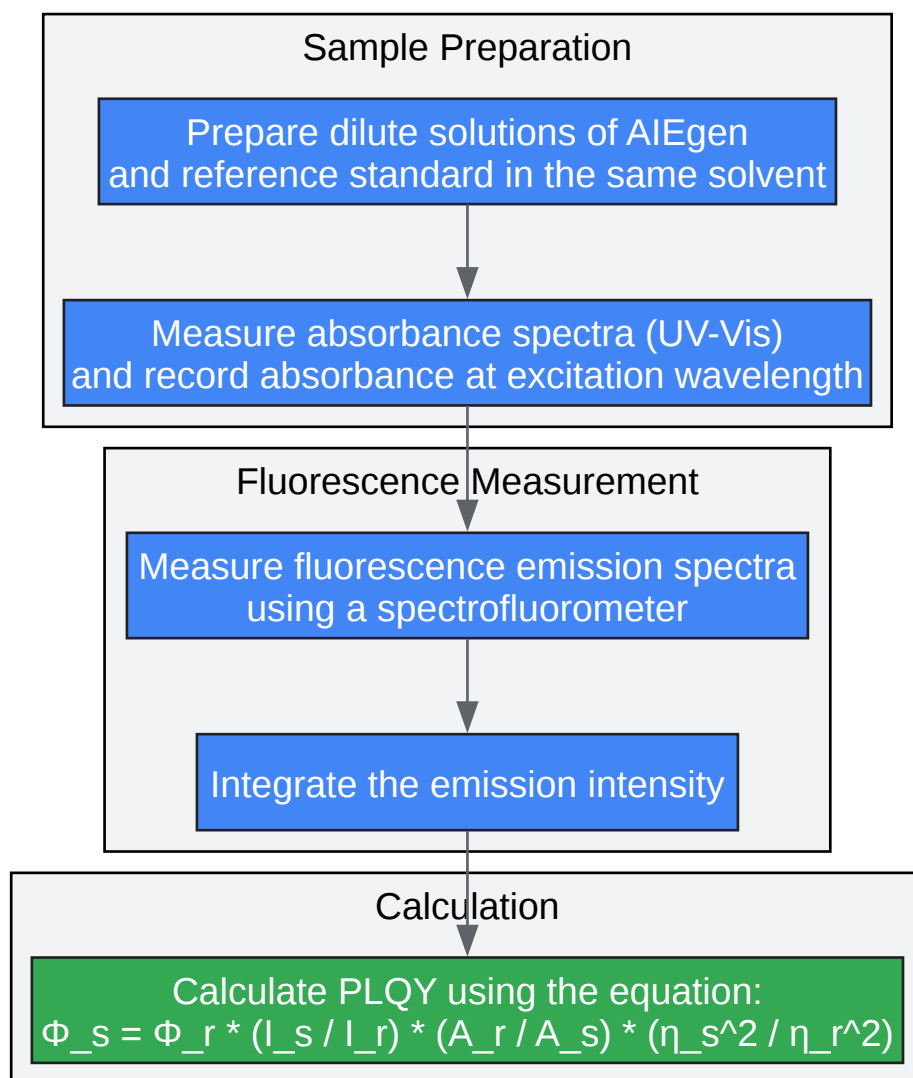 Sample Preparation
Prepare dilute solutions of AIEgen
and reference standard in the same solvent
Measure absorbance spectra (UV-Vis)
and record absorbance at excitation wavelength
Fluorescence Measurement
Measure fluorescence emission spectra
using a spectrofluorometer
Integrate the emission intensity
Calculation
Calculate PLQY using the equation:
Φ_s = Φ_r * (I_s / I_r) * (A_r / A_s) * (η_s^2 / η_r^2)